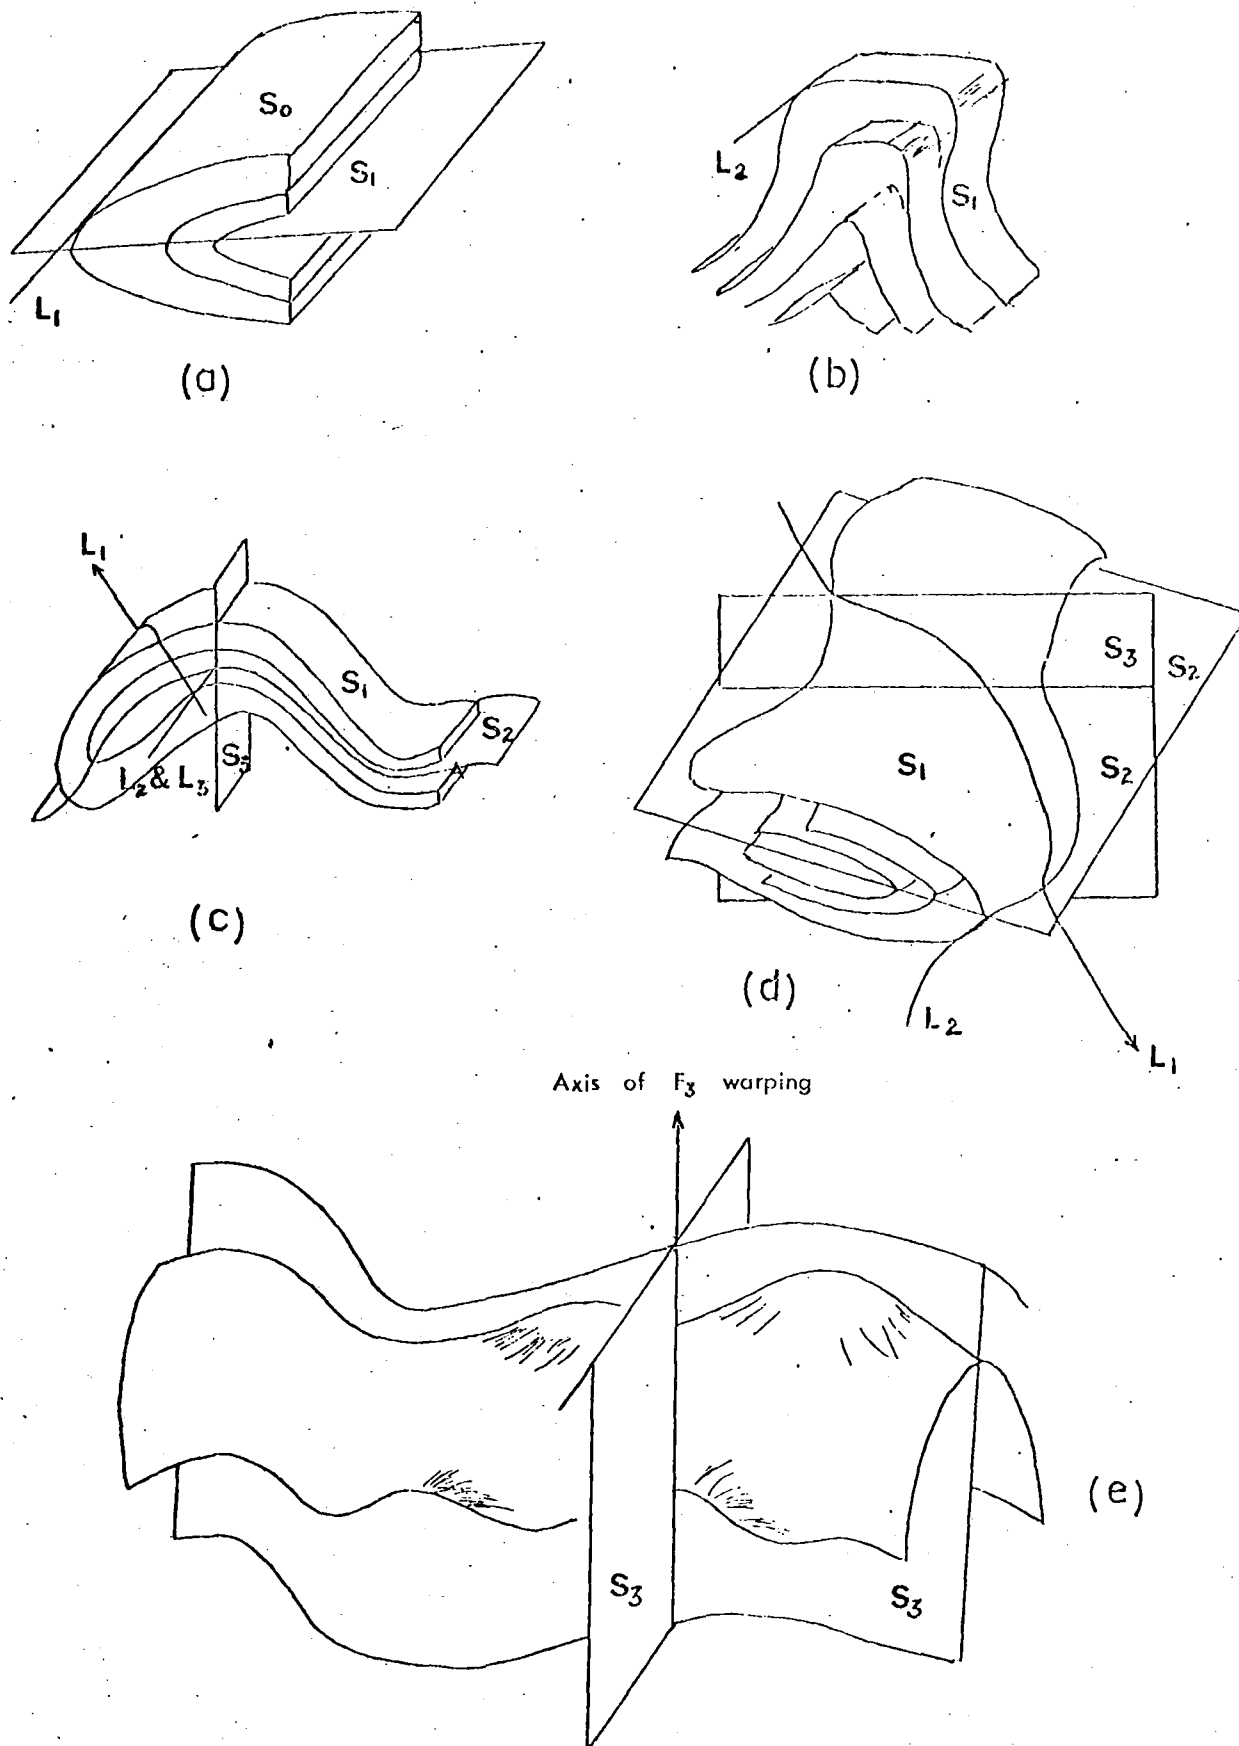 S₀
S₁
L₁
(a)
L₂
S₁
(b)
L₁
S₁
S₂
S₃
L₂ & L₃
(c)
S₃
S₂
S₁
S₂
(d)
L₂
L₁
Axis of F₃ warping
(e)
S₃
S₃